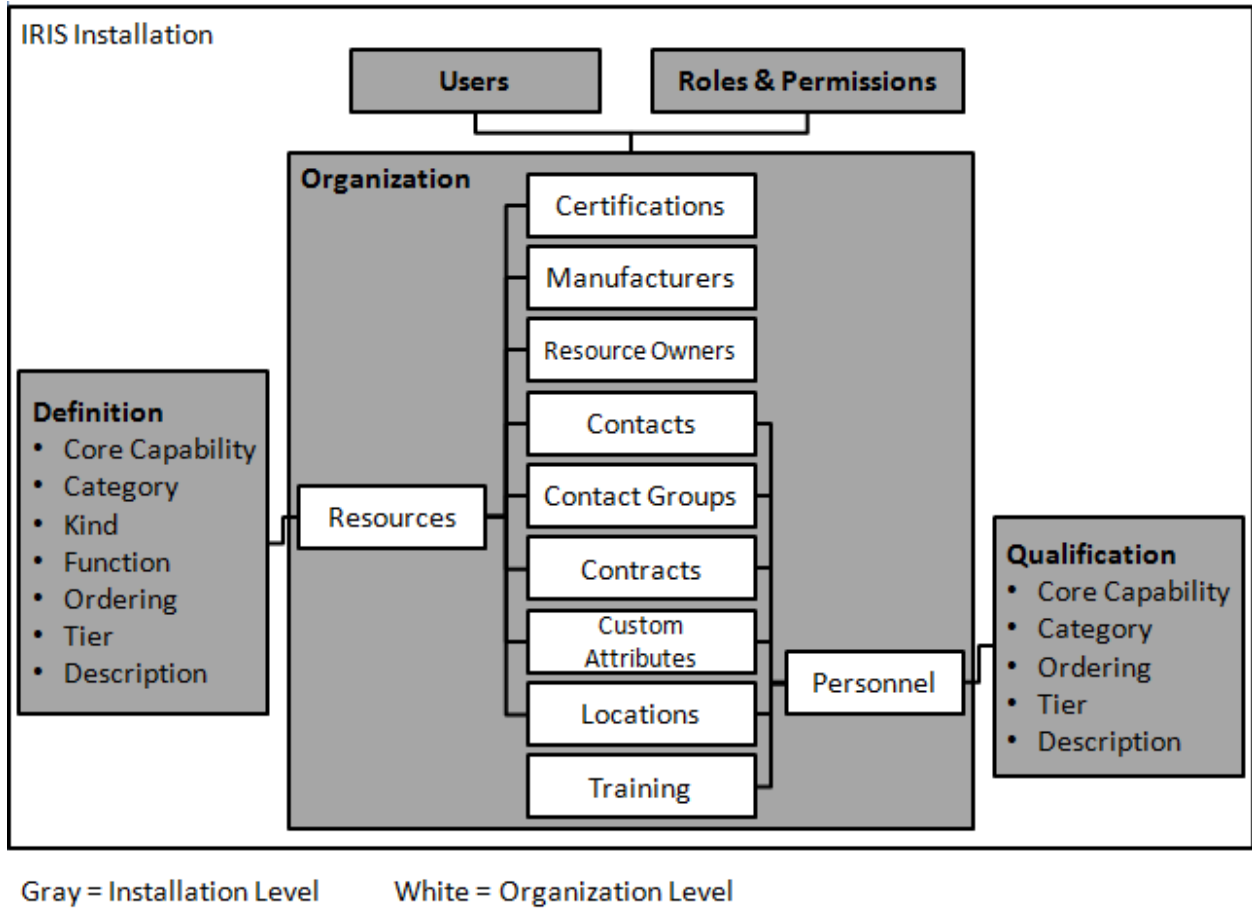 IRIS Installation
Users
Roles & Permissions
Organization
Certifications
Manufacturers
Resource Owners
Contacts
Contact Groups
Contracts
Custom
Attributes
Locations
Training
Definition
• Core Capability
• Category
• Kind
• Function
• Ordering
• Tier
• Description
Resources
Personnel
Qualification
• Core Capability
• Category
• Ordering
• Tier
• Description
Gray = Installation Level
White = Organization Level